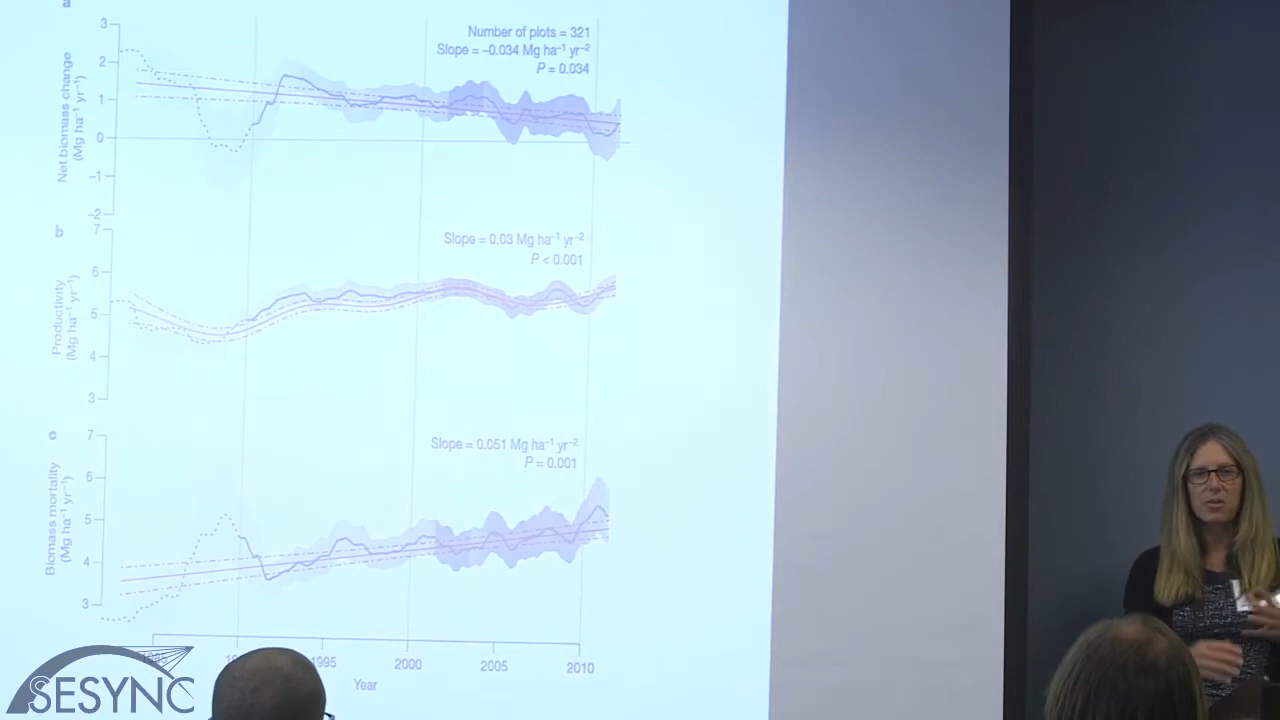 a
3
2
1
0
−1
−2
Net biomass change
(Mg ha⁻¹ yr⁻¹)
Number of plots = 321
Slope = −0.034 Mg ha⁻¹ yr⁻²
P = 0.034
b
7
6
5
4
3
Productivity
(Mg ha⁻¹ yr⁻¹)
Slope = 0.03 Mg ha⁻¹ yr⁻²
P < 0.001
c
7
6
5
4
3
Biomass mortality
(Mg ha⁻¹ yr⁻¹)
Slope = 0.051 Mg ha⁻¹ yr⁻²
P = 0.001
1985 1995 2000 2005 2010
Year
SESYNC